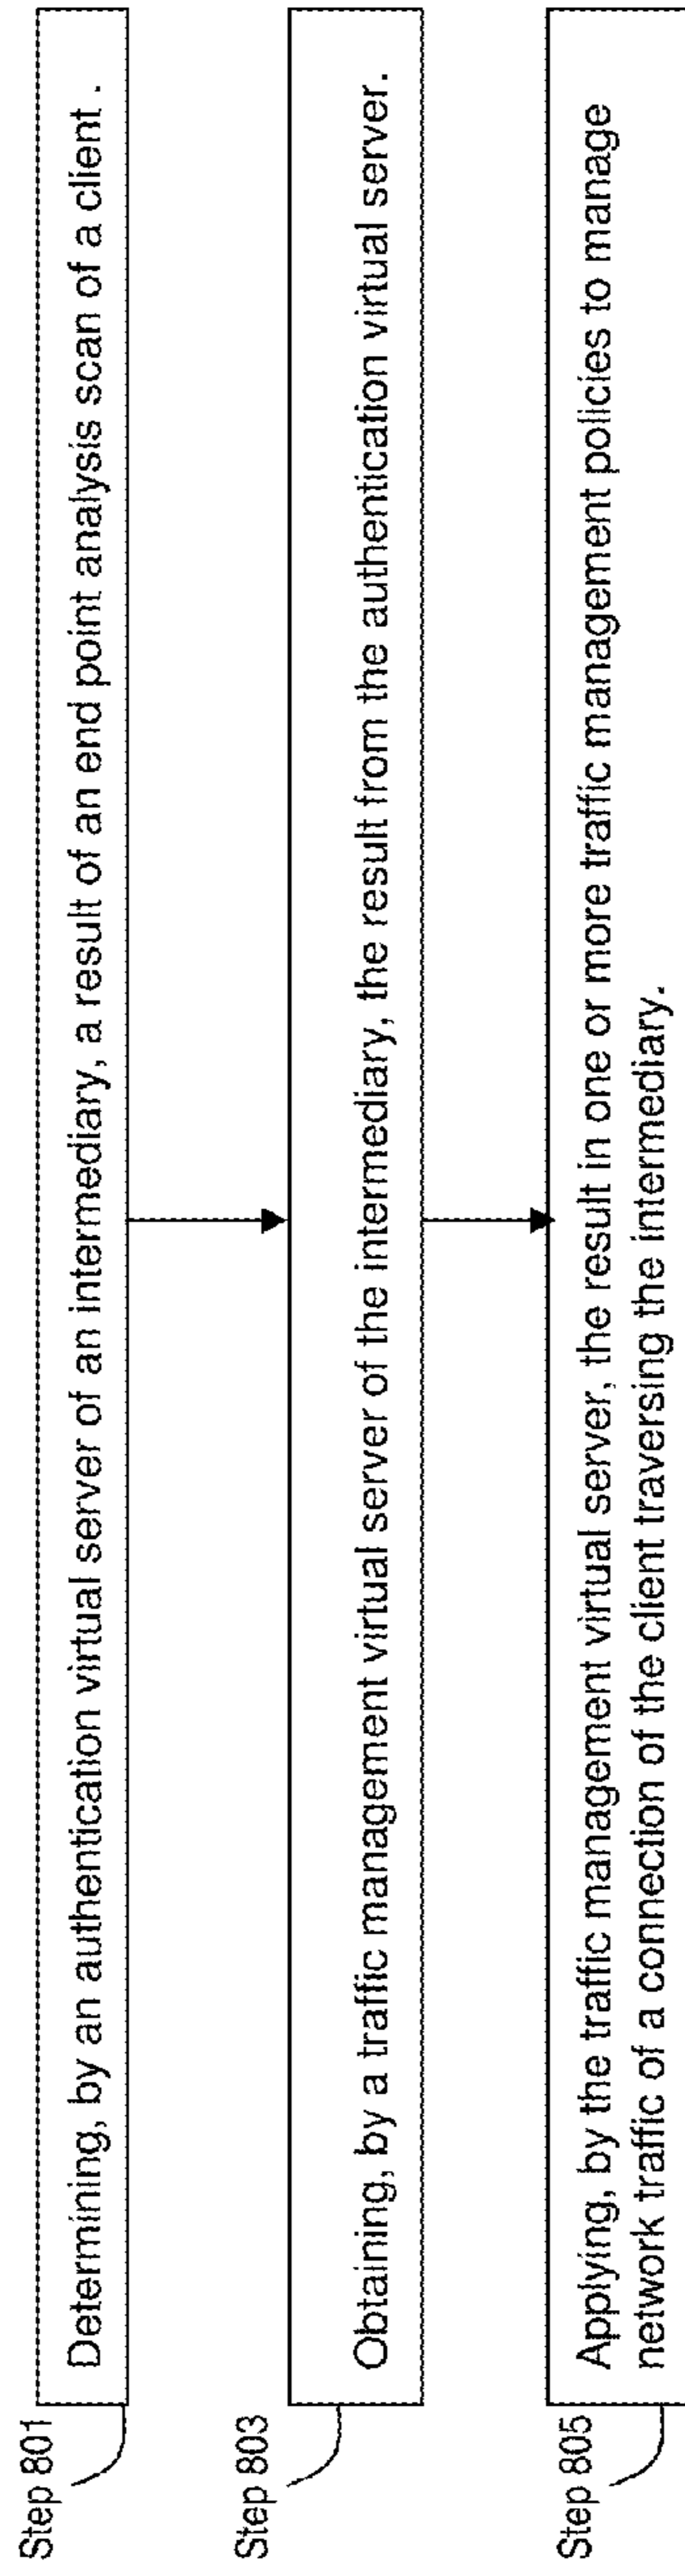 Step 801
Determining, by an authentication virtual server of an intermediary, a result of an end point analysis scan of a client .
Step 803
Obtaining, by a traffic management virtual server of the intermediary, the result from the authentication virtual server.
Step 805
Applying, by the traffic management virtual server, the result in one or more traffic management policies to manage
network traffic of a connection of the client traversing the intermediary.